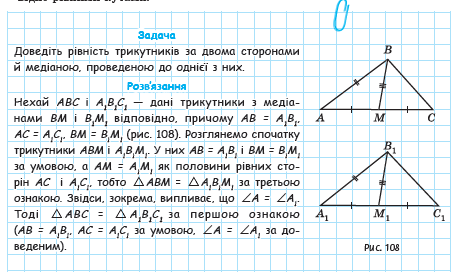 Задача
Доведіть рівність трикутників за двома сторонами
й медіаною, проведеною до однієї з них.
Розв'язання
Нехай ABC і A₁B₁C₁ — дані трикутники з медіа-
нами BM і B₁M₁ відповідно, причому AB = A₁B₁,
AC = A₁C₁, BM = B₁M₁ (рис. 108). Розглянемо спочатку
трикутники ABM і A₁B₁M₁. У них AB = A₁B₁ і BM = B₁M₁
за умовою, а AM = A₁M₁ як половини рівних сто-
рін AC і A₁C₁, тобто △ABM = △A₁B₁M₁ за третьою
ознакою. Звідси, зокрема, випливає, що ∠A = ∠A₁.
Тоді △ABC = △A₁B₁C₁ за першою ознакою
(AB = A₁B₁, AC = A₁C₁ за умовою, ∠A = ∠A₁ за до-
веденим).
B
A M C
B₁
A₁ M₁ C₁
Рис. 108